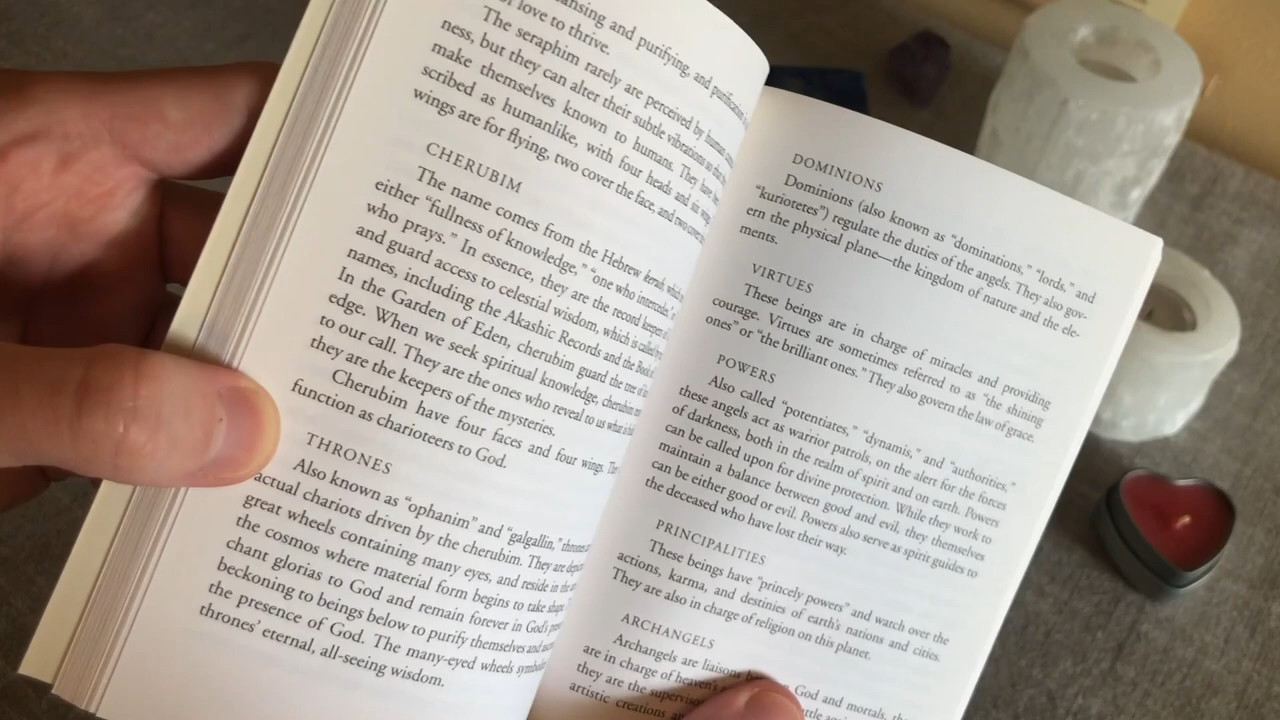 ansing and purifying, and purification
of love to thrive.
The seraphim rarely are perceived by human
ness, but they can alter their subtle vibrations so
make themselves known to humans. They have
scribed as humanlike, with four heads and six wings
wings are for flying, two cover the face, and two cover
CHERUBIM
The name comes from the Hebrew kerub, which
either “fullness of knowledge,” “one who intercedes,”
who prays.” In essence, they are the record keepers
and guard access to celestial wisdom, which is called by
names, including the Akashic Records and the Book of
In the Garden of Eden, cherubim guard the tree of
edge. When we seek spiritual knowledge, cherubim
to our call. They are the ones who reveal to us what is
they are the keepers of the mysteries.
Cherubim have four faces and four wings.
function as charioteers to God.
THRONES
Also known as “ophanim” and “galgallin,” thrones
actual chariots driven by the cherubim. They are
great wheels containing many eyes, and reside in the
the cosmos where material form begins to take shape.
chant glorias to God and remain forever in God’s
beckoning to beings below to purify themselves and
the presence of God. The many-eyed wheels
thrones’ eternal, all-seeing wisdom.
DOMINIONS
Dominions (also known as “dominations,” “lords,” and
“kuriotetes”) regulate the duties of the angels. They also gov-
ern the physical plane—the kingdom of nature and the ele-
ments.
VIRTUES
These beings are in charge of miracles and providing
courage. Virtues are sometimes referred to as “the shining
ones” or “the brilliant ones.” They also govern the law of grace.
POWERS
Also called “potentiates,” “dynamis,” and “authorities,”
these angels act as warrior patrols, on the alert for the forces
of darkness, both in the realm of spirit and on earth. Powers
can be called upon for divine protection. While they work to
maintain a balance between good and evil, they themselves
can be either good or evil. Powers also serve as spirit guides to
the deceased who have lost their way.
PRINCIPALITIES
These beings have “princely powers” and watch over the
actions, karma, and destinies of earth’s nations and cities.
They are also in charge of religion on this planet.
ARCHANGELS
Archangels are liaisons God and mortals,
are in charge of heaven’s
they are the
artistic creations